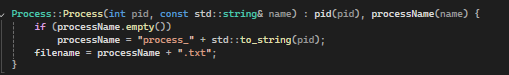 Process::Process(int pid, const std::string& name) : pid(pid), processName(name) {
    if (processName.empty())
        processName = "process_" + std::to_string(pid);
    filename = processName + ".txt";
}